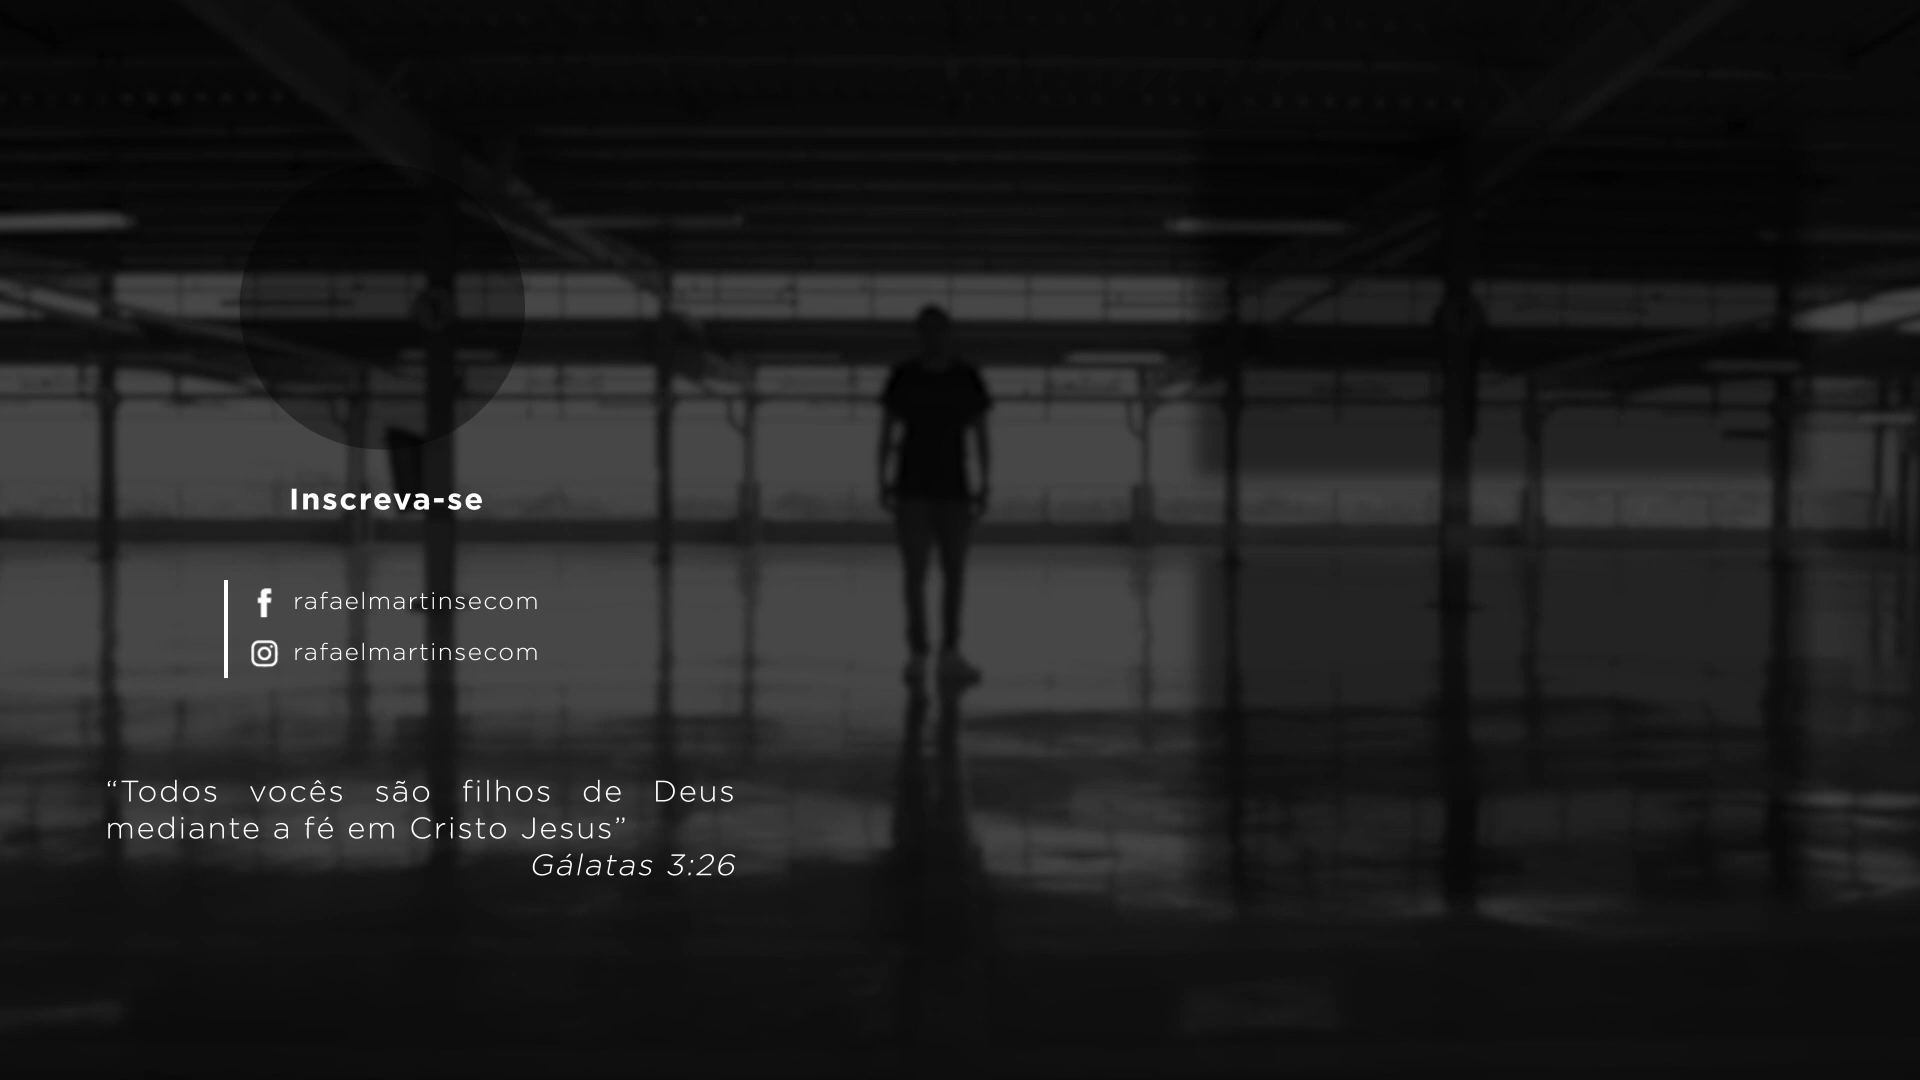 Inscreva-se
rafaelmartinsecom
rafaelmartinsecom
“Todos vocês são filhos de Deus
mediante a fé em Cristo Jesus”
Gálatas 3:26